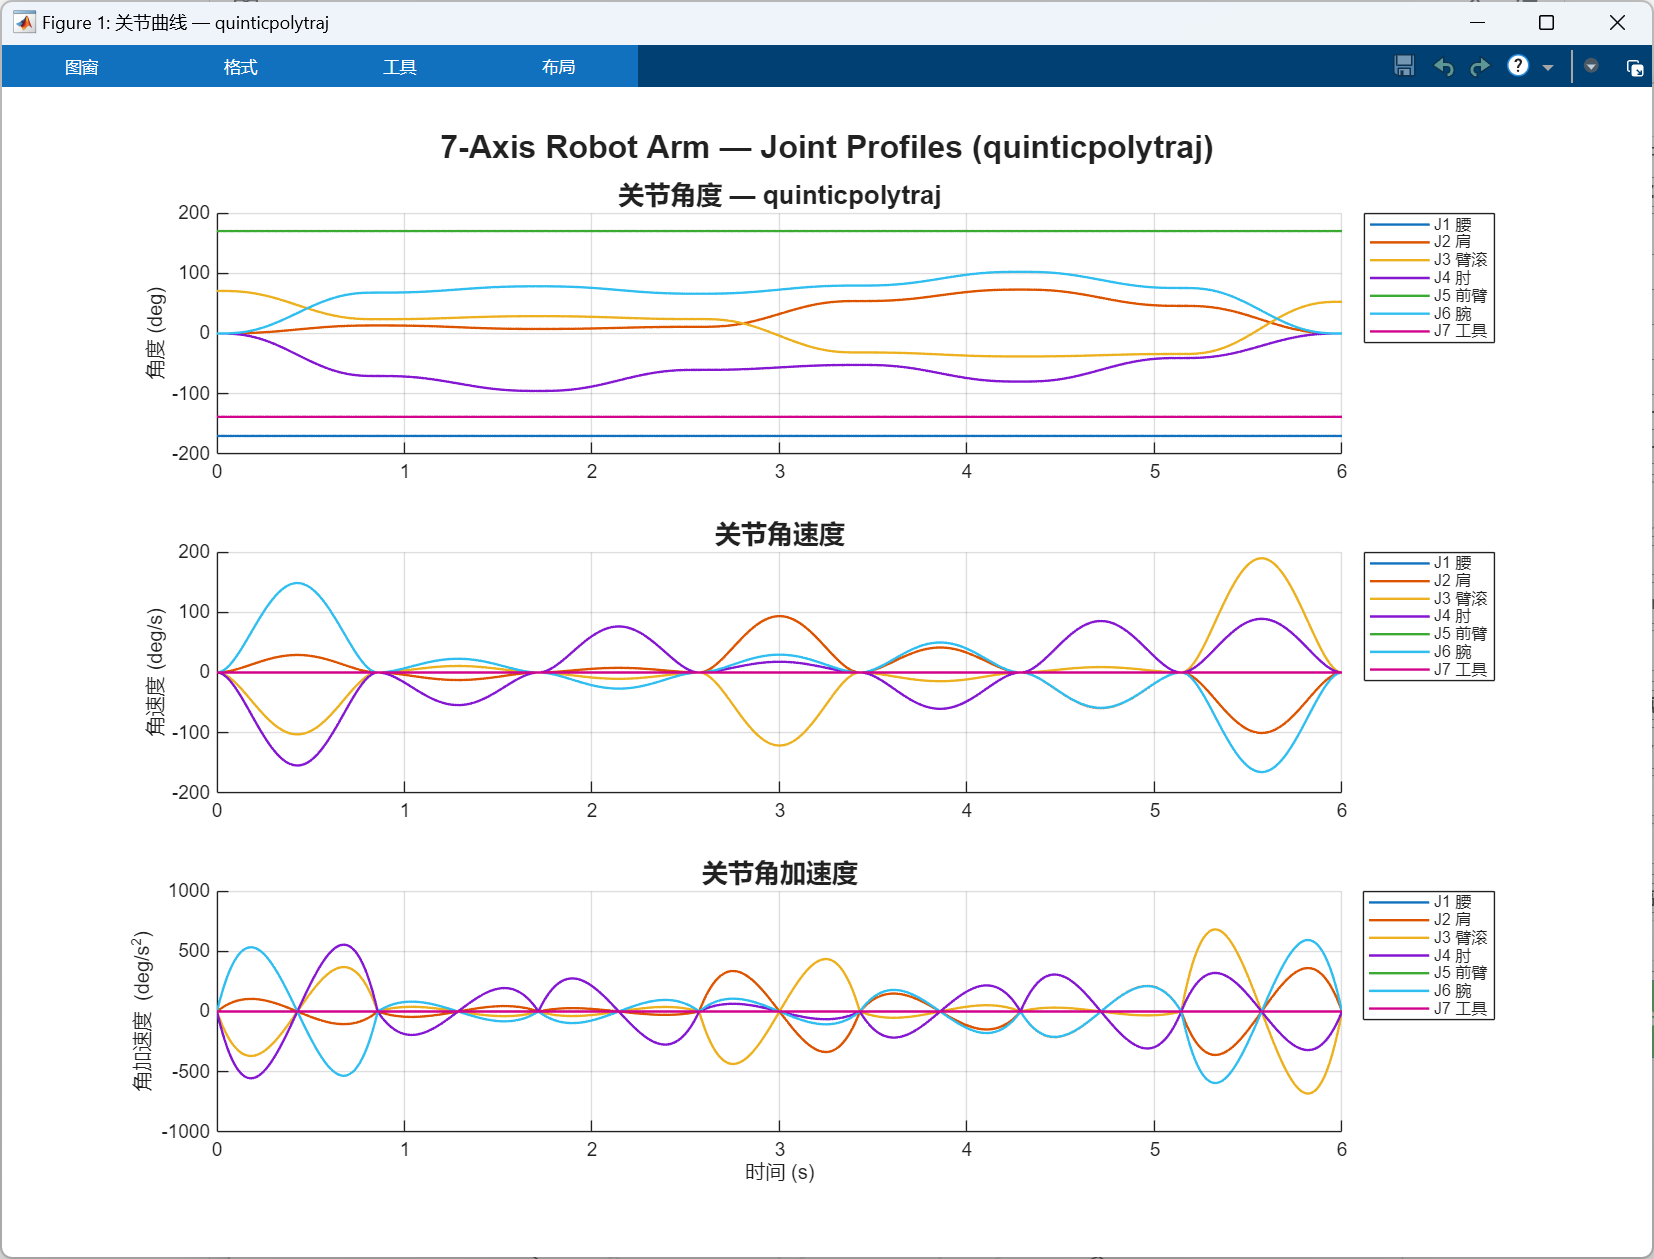 Figure 1: 关节曲线 — quinticpolytraj
图窗 格式 工具 布局
7-Axis Robot Arm — Joint Profiles (quinticpolytraj)
关节角度 — quinticpolytraj
角度 (deg)
200
100
0
-100
-200
0 1 2 3 4 5 6
J1 腰
J2 肩
J3 臂滚
J4 肘
J5 前臂
J6 腕
J7 工具
关节角速度
角速度 (deg/s)
200
100
0
-100
-200
0 1 2 3 4 5 6
J1 腰
J2 肩
J3 臂滚
J4 肘
J5 前臂
J6 腕
J7 工具
关节角加速度
角加速度 (deg/s²)
1000
500
0
-500
-1000
0 1 2 3 4 5 6
时间 (s)
J1 腰
J2 肩
J3 臂滚
J4 肘
J5 前臂
J6 腕
J7 工具